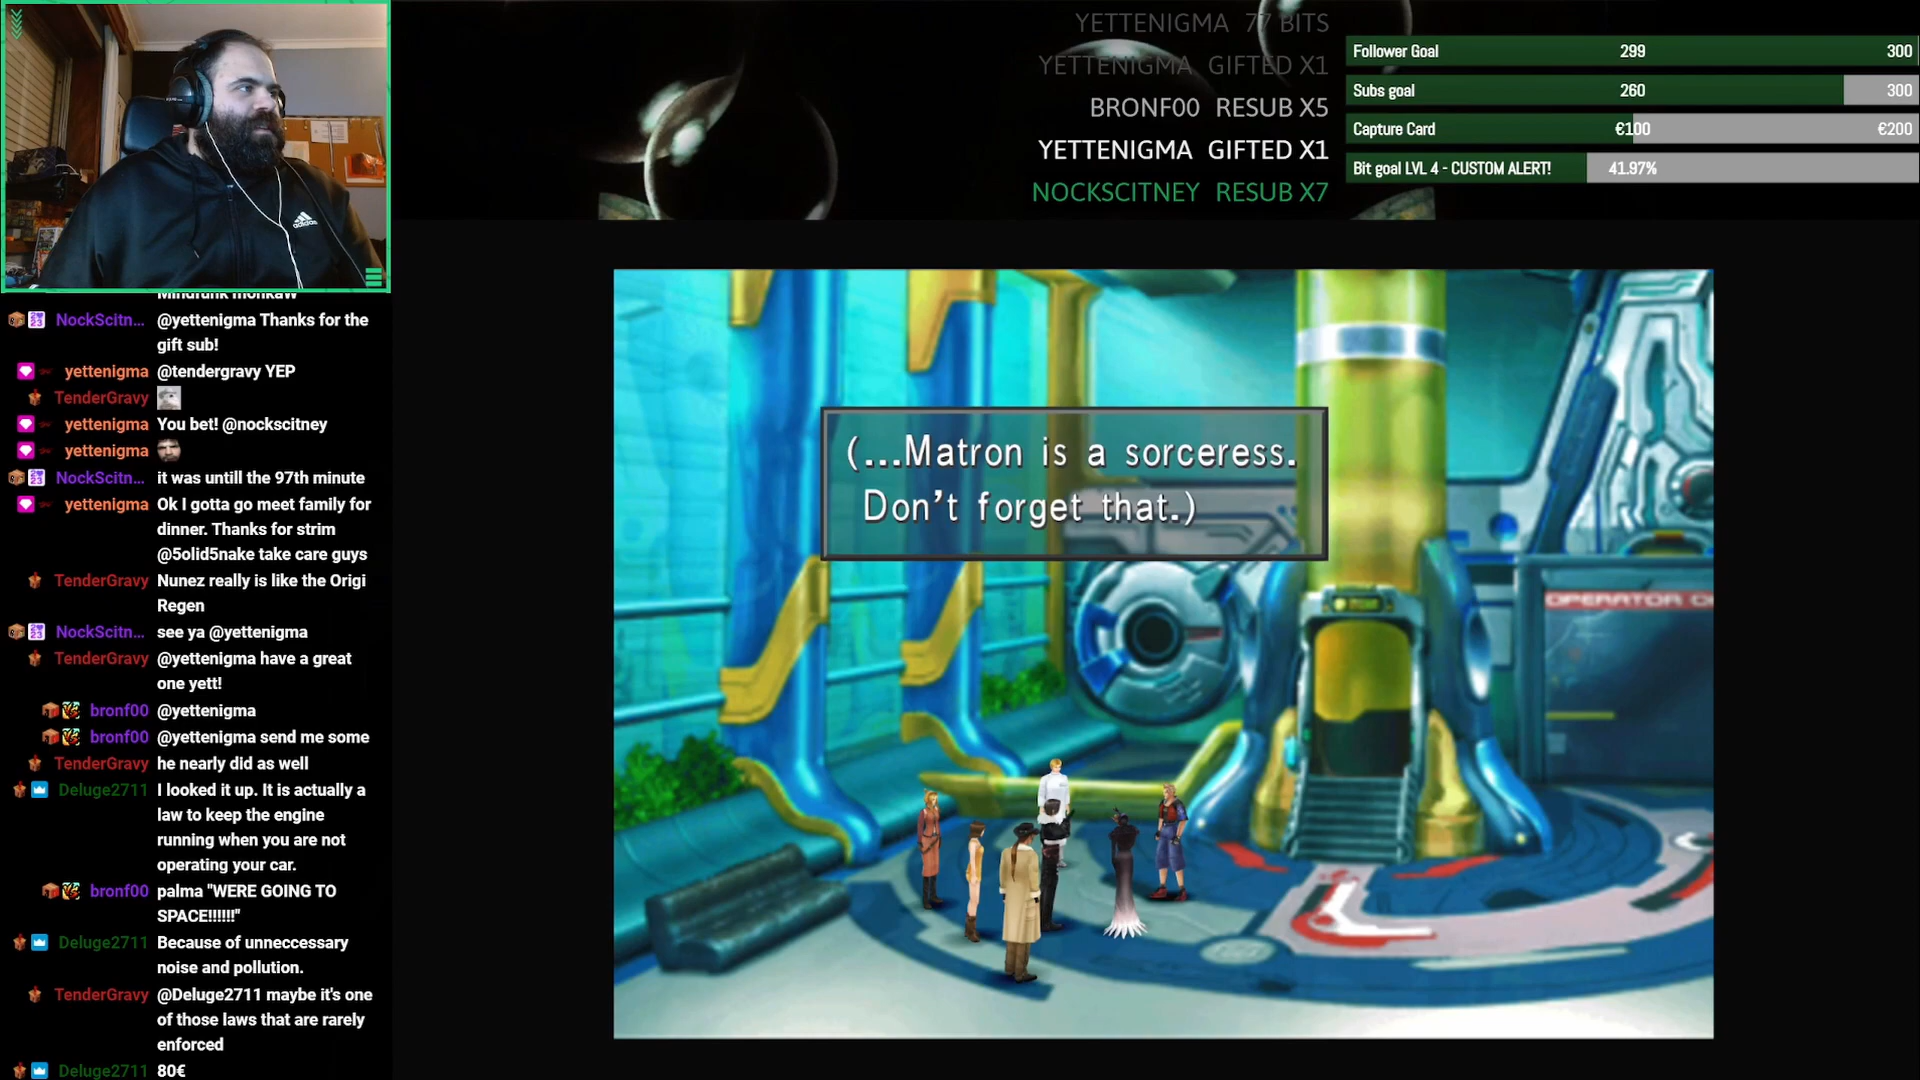 YETTENIGMA 77 BITS
YETTENIGMA GIFTED X1
BRONF00 RESUB X5
YETTENIGMA GIFTED X1
NOCKSCITNEY RESUB X7
Follower Goal 299 300
Subs goal 260 300
Capture Card €100 €200
Bit goal LVL 4 - CUSTOM ALERT! 41.97%
adidas
Mindfunk monkaW
NockScitn... @yettenigma Thanks for the
gift sub!
yettenigma @tendergravy YEP
TenderGravy
yettenigma You bet! @nockscitney
yettenigma
NockScitn... it was untill the 97th minute
yettenigma Ok I gotta go meet family for
dinner. Thanks for strim
@5olid5nake take care guys
TenderGravy Nunez really is like the Origi
Regen
NockScitn... see ya @yettenigma
TenderGravy @yettenigma have a great
one yett!
bronf00 @yettenigma
bronf00 @yettenigma send me some
TenderGravy he nearly did as well
Deluge2711 I looked it up. It is actually a
law to keep the engine
running when you are not
operating your car.
bronf00 palma "WERE GOING TO
SPACE!!!!!!"
Deluge2711 Because of unneccessary
noise and pollution.
TenderGravy @Deluge2711 maybe it's one
of those laws that are rarely
enforced
Deluge2711 80€
(...Matron is a sorceress.
Don't forget that.)
OPERATOR